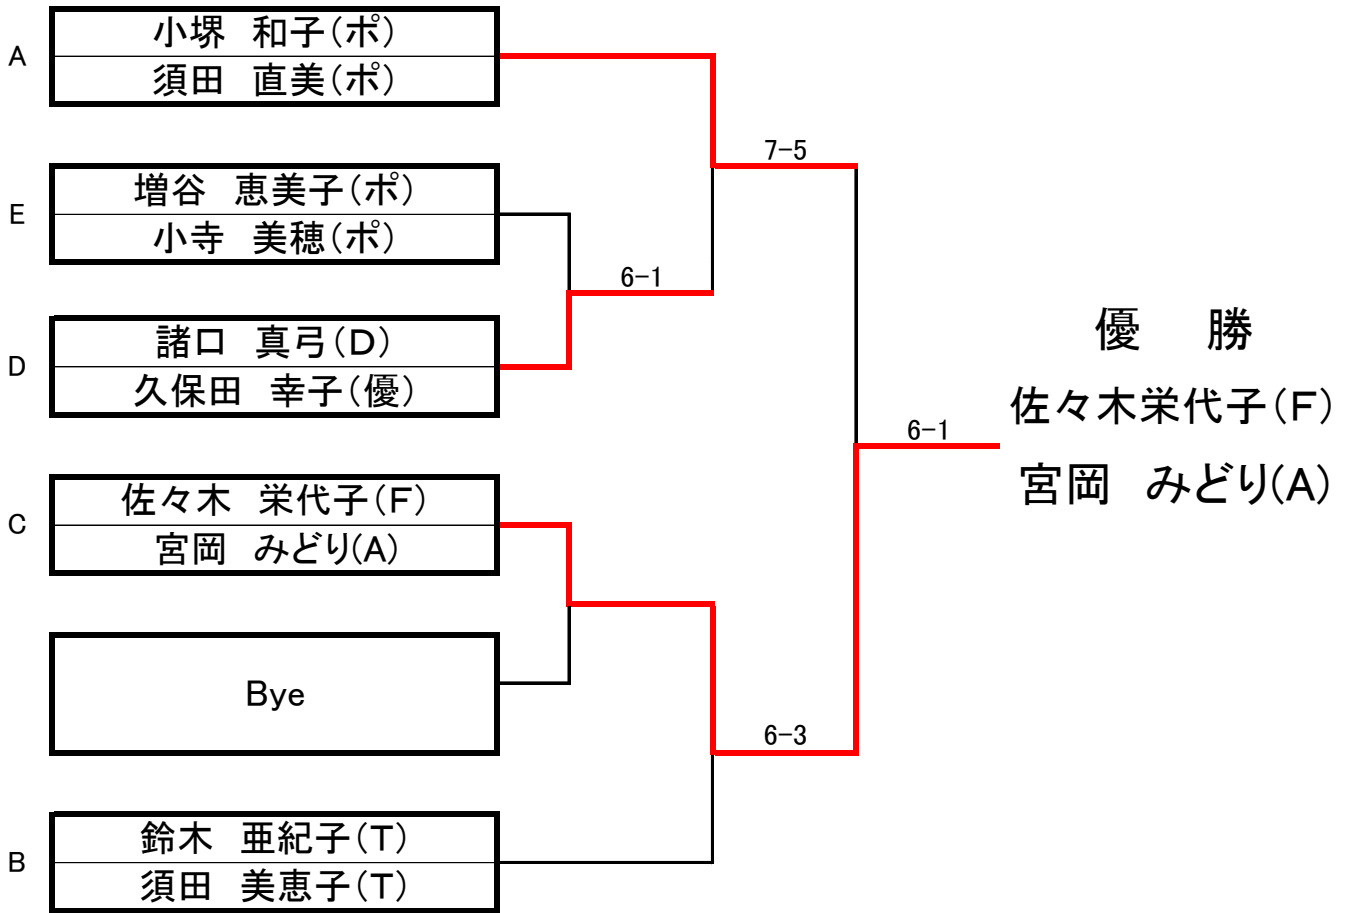 A
小堺　和子(ポ)
須田　直美(ポ)
7-5
E
増谷　恵美子(ポ)
小寺　美穂(ポ)
6-1
D
諸口　真弓(D)
久保田　幸子(優)
優　勝
佐々木栄代子(F)
宮岡　みどり(A)
6-1
C
佐々木　栄代子(F)
宮岡　みどり(A)
Bye
6-3
B
鈴木　亜紀子(T)
須田　美恵子(T)